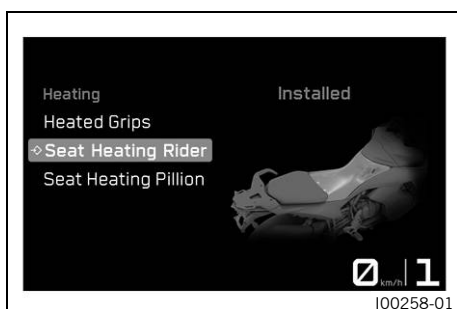 Heating
Installed
Heated Grips
Seat Heating Rider
Seat Heating Pillion
0 km/h 1
I00258-01